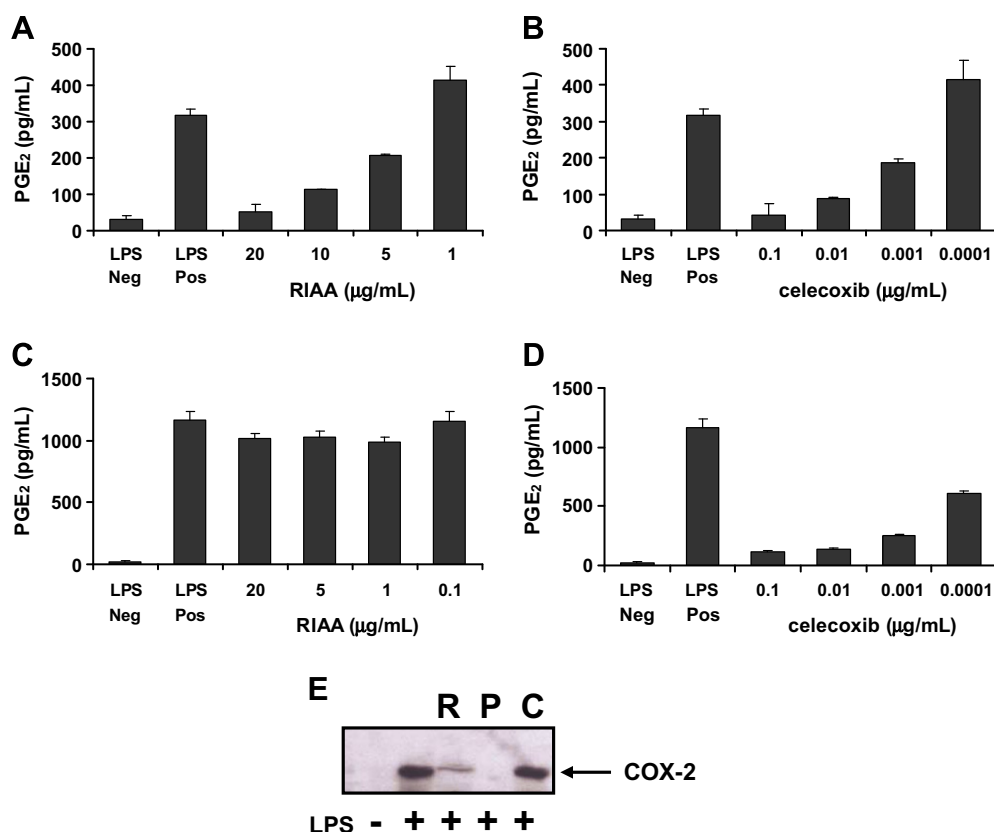 A
500
400
300
200
100
0
PGE₂ (pg/mL)
LPS Neg
LPS Pos
20
10
5
1
RIAA (µg/mL)
B
500
400
300
200
100
0
PGE₂ (pg/mL)
LPS Neg
LPS Pos
0.1
0.01
0.001
0.0001
celecoxib (µg/mL)
C
1500
1000
500
0
PGE₂ (pg/mL)
LPS Neg
LPS Pos
20
5
1
0.1
RIAA (µg/mL)
D
1500
1000
500
0
PGE₂ (pg/mL)
LPS Neg
LPS Pos
0.1
0.01
0.001
0.0001
celecoxib (µg/mL)
E
R P C
COX-2
LPS - + + + +